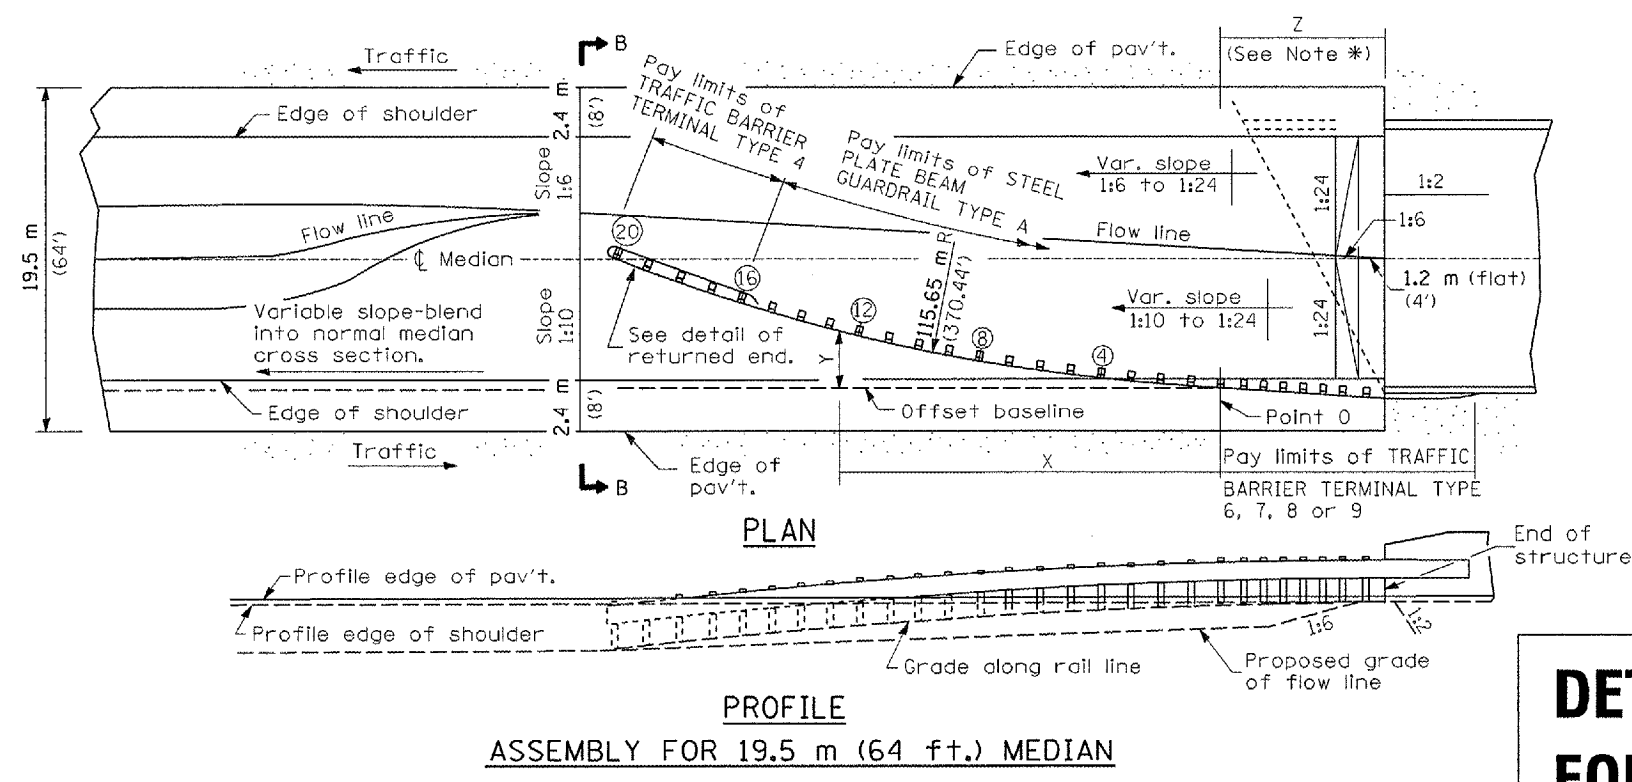 Z
(See Note *)
Traffic
B
Edge of pav't.
Edge of shoulder
2.4 m
(8')
Pay limits of
TRAFFIC BARRIER
TERMINAL TYPE 4
Pay limits of STEEL
PLATE BEAM
GUARDRAIL TYPE A
Var. slope
1:6 to 1:24
1:24
1:2
1:6
Slope
1:6
Flow line
20
Flow line
19.5 m
(64')
℄ Median
16
115.65 m R
(370.44')
1.2 m (flat)
(4')
Variable slope-blend
into normal median
cross section.
Slope
1:10
See detail of
returned end.
12
Y
8
4
Var. slope
1:10 to 1:24
1:24
Edge of shoulder
2.4 m
(8')
Offset baseline
Point 0
Traffic
B
Edge of
pav't.
X
Pay limits of TRAFFIC
BARRIER TERMINAL TYPE
6, 7, 8 or 9
PLAN
End of
structure
Profile edge of pav't.
Profile edge of shoulder
1:6
1:2
Grade along rail line
Proposed grade
of flow line
PROFILE
ASSEMBLY FOR 19.5 m (64 ft.) MEDIAN